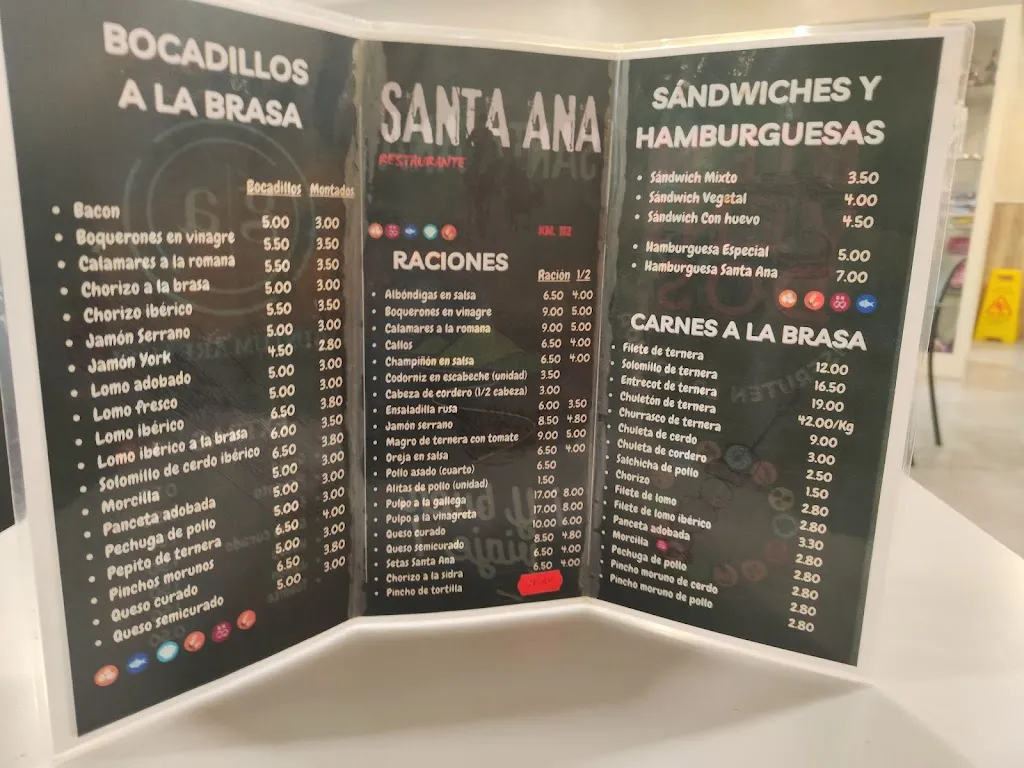 BOCADILLOS
A LA BRASA
Bocadillos Montados
• Bacon 5.00 3.00
• Boquerones en vinagre 5.50 3.50
• Calamares a la romana 5.50 3.50
• Chorizo a la brasa 5.00 3.00
• Chorizo ibérico 5.50 3.50
• Jamón Serrano 5.00 3.00
• Jamón York 4.50 2.80
• Lomo adobado 5.00 3.00
• Lomo fresco 5.00 3.00
• Lomo ibérico 6.50 3.80
• Lomo ibérico a la brasa 6.00 3.50
• Solomillo de cerdo ibérico 6.50 3.80
• Morcilla 5.00 3.00
• Panceta adobada 5.00 3.00
• Pechuga de pollo 5.00 3.00
• Pepito de ternera 6.50 4.00
• Pinchos morunos 5.00 3.00
• Queso curado 6.50 3.80
• Queso semicurado 5.00 3.00
SANTA ANA
RESTAURANTE
KM. 112
RACIONES
Ración 1/2
• Albóndigas en salsa 6.50 4.00
• Boquerones en vinagre 9.00 5.00
• Calamares a la romana 9.00 5.00
• Callos 6.50 4.00
• Champiñón en salsa 6.50 4.00
• Codorniz en escabeche (unidad) 3.50
• Cabeza de cordero (1/2 cabeza) 3.00
• Ensaladilla rusa 6.00 3.50
• Jamón serrano 8.50 4.80
• Magro de ternera con tomate 9.00 5.00
• Oreja en salsa 6.50 4.00
• Pollo asado (cuarto) 6.50
• Alitas de pollo (unidad) 1.50
• Pulpo a la gallega 17.00 8.00
• Pulpo a la vinagreta 17.00 8.00
• Queso curado 10.00 6.00
• Queso semicurado 8.50 4.80
• Setas Santa Ana 6.50 4.00
• Chorizo a la sidra 6.50 4.00
• Pincho de tortilla
SÁNDWICHES Y
HAMBURGUESAS
• Sándwich Mixto 3.50
• Sándwich Vegetal 4.00
• Sándwich Con huevo 4.50
• Hamburguesa Especial 5.00
• Hamburguesa Santa Ana 7.00
CARNES A LA BRASA
• Filete de ternera 12.00
• Solomillo de ternera 16.50
• Entrecot de ternera 19.00
• Chuletón de ternera 42.00/Kg
• Churrasco de ternera 9.00
• Chuleta de cerdo 3.00
• Chuleta de cordero 2.50
• Salchicha de pollo 1.50
• Chorizo 2.80
• Filete de lomo 2.80
• Filete de lomo ibérico 3.30
• Panceta adobada 2.80
• Morcilla 2.80
• Pechuga de pollo 2.80
• Pincho moruno de cerdo 2.80
• Pincho moruno de pollo 2.80